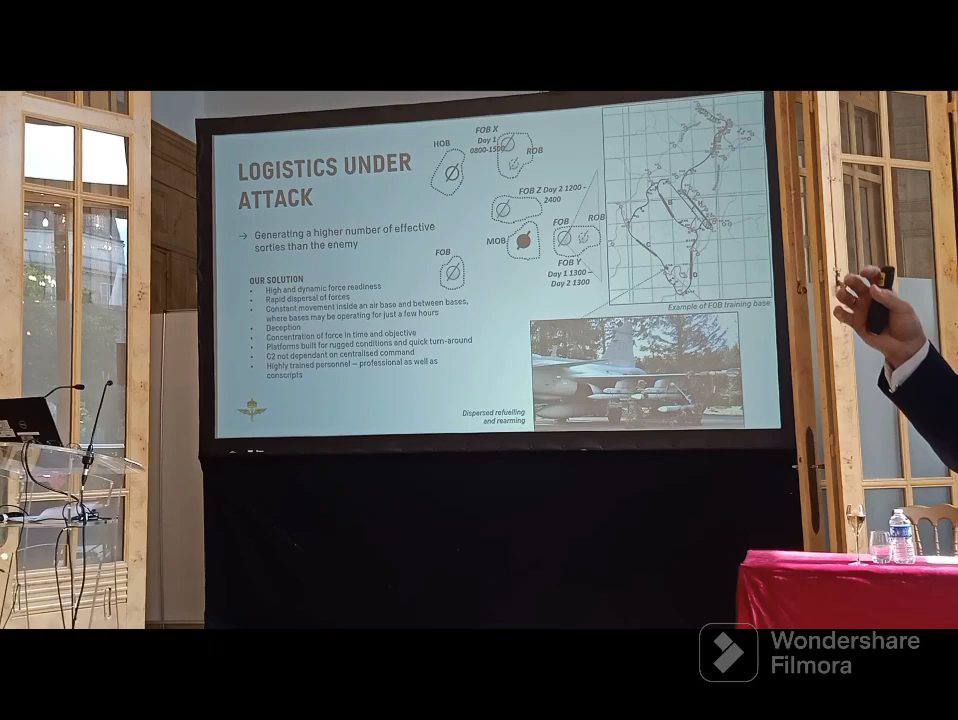 LOGISTICS UNDER
ATTACK
→ Generating a higher number of effective
sorties than the enemy
OUR SOLUTION
• High and dynamic force readiness
• Rapid dispersal of forces
• Constant movement inside an air base and between bases,
where bases may be operating for just a few hours
• Deception
• Concentration of force in time and objective
• Platforms built for rugged conditions and quick turn-around
• C2 not dependant on centralised command
• Highly trained personnel – professional as well as
conscripts
HOB
FOB X
Day 1
0800-1500
ROB
FOB Z Day 2 1200 -
2400
MOB
FOB
ROB
FOB Y
Day 1 1300 –
Day 2 1300
FOB
Example of FOB training base
Dispersed refuelling
and rearming
Wondershare
Filmora